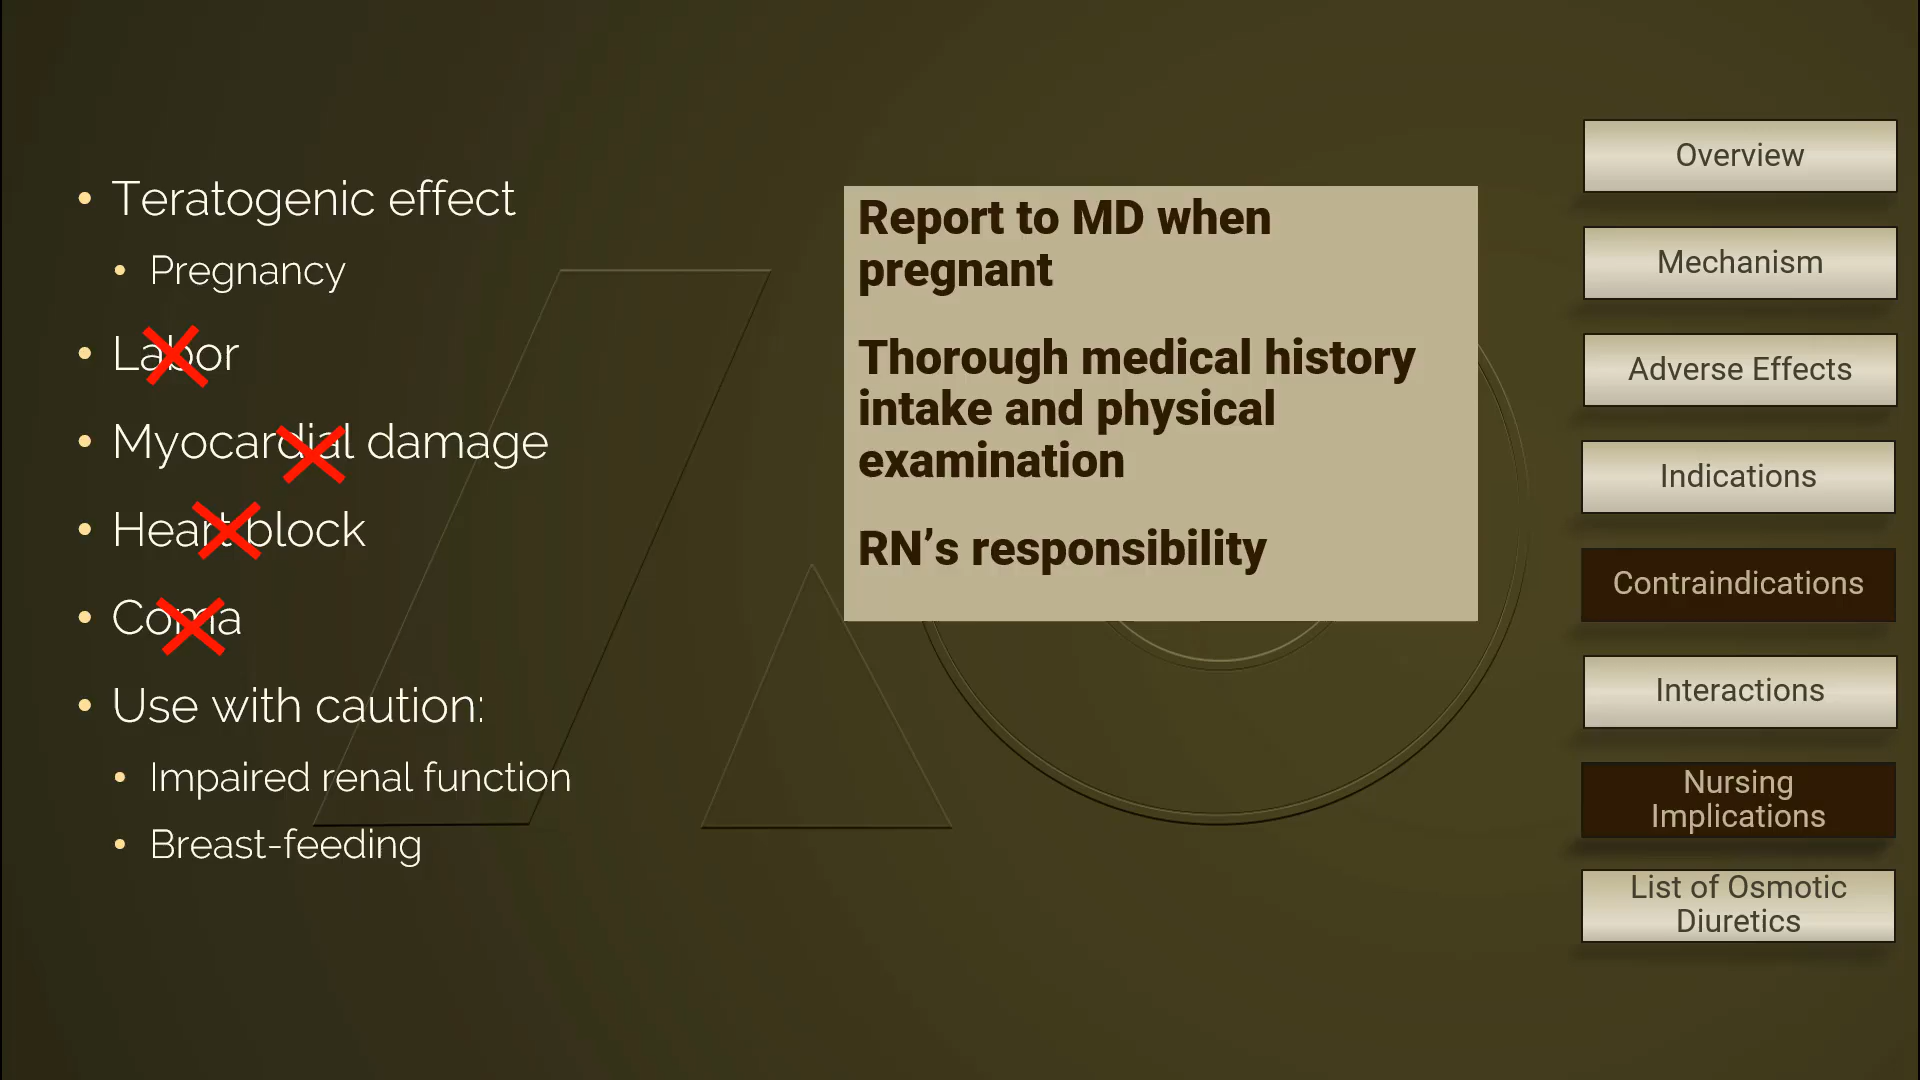 Teratogenic effect
Pregnancy
Labor
Myocardial damage
Heart block
Coma
Use with caution:
Impaired renal function
Breast-feeding
Report to MD when
pregnant
Thorough medical history
intake and physical
examination
RN’s responsibility
Overview
Mechanism
Adverse Effects
Indications
Contraindications
Interactions
Nursing
Implications
List of Osmotic
Diuretics